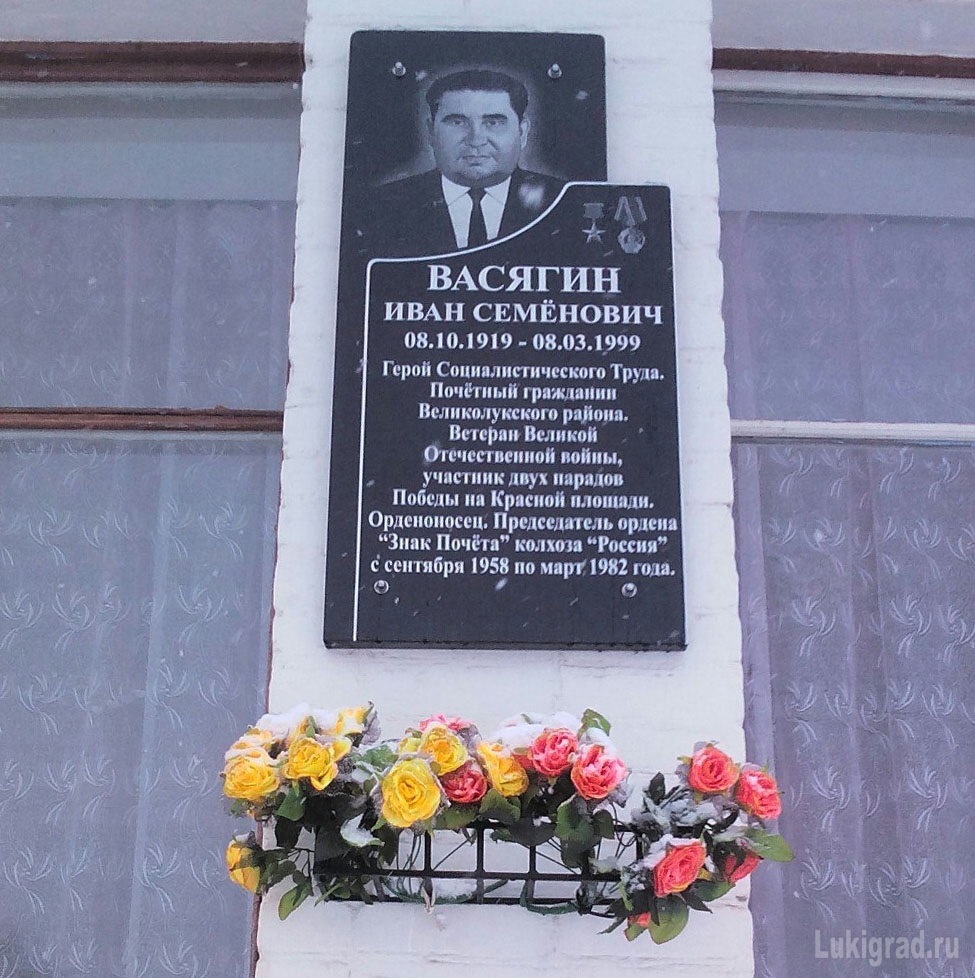 ВАСЯГИН
ИВАН СЕМЁНОВИЧ
08.10.1919 - 08.03.1999
Герой Социалистического Труда.
Почётный гражданин
Великолукского района.
Ветеран Великой
Отечественной войны,
участник двух парадов
Победы на Красной площади.
Орденоносец. Председатель ордена
“Знак Почёта” колхоза “Россия”
с сентября 1958 по март 1982 года.
Lukigrad.ru